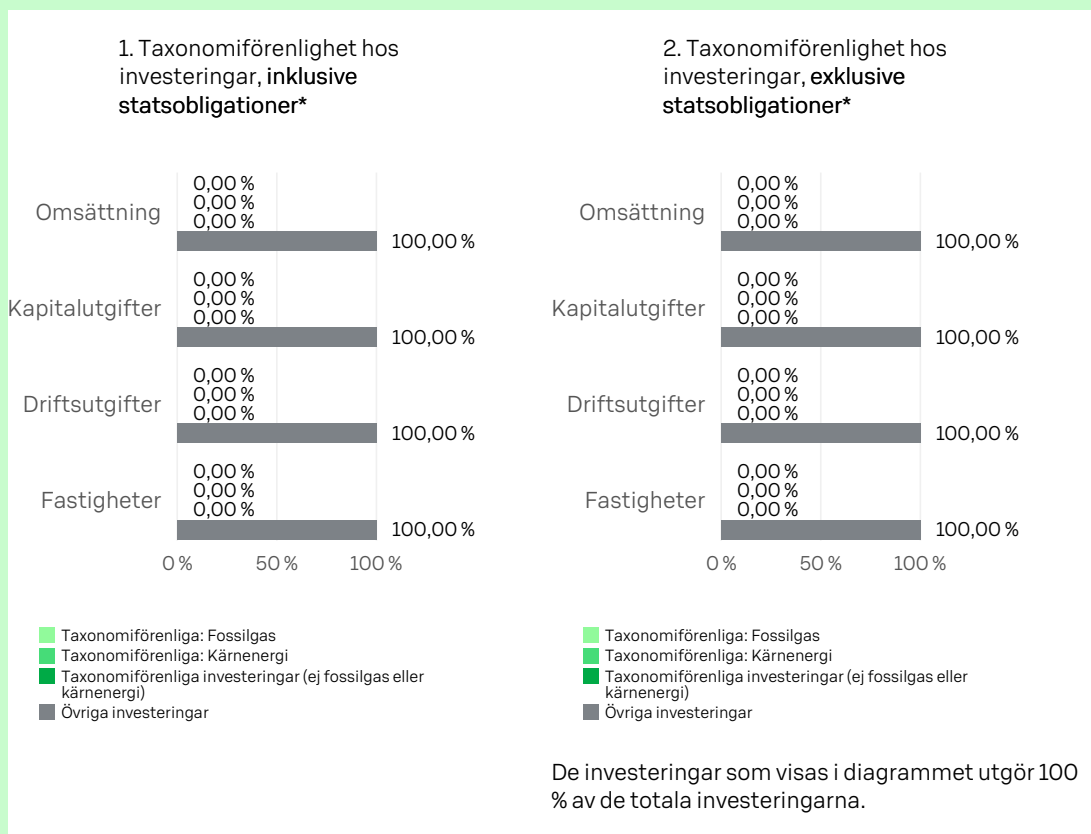 1. Taxonomiförenlighet hos
investeringar, inklusive
statsobligationer*
Omsättning
0,00 %
0,00 %
0,00 %
100,00 %
Kapitalutgifter
0,00 %
0,00 %
0,00 %
100,00 %
Driftsutgifter
0,00 %
0,00 %
0,00 %
100,00 %
Fastigheter
0,00 %
0,00 %
0,00 %
100,00 %
0 % 50 % 100 %
Taxonomiförenliga: Fossilgas
Taxonomiförenliga: Kärnenergi
Taxonomiförenliga investeringar (ej fossilgas eller
kärnenergi)
Övriga investeringar
2. Taxonomiförenlighet hos
investeringar, exklusive
statsobligationer*
Omsättning
0,00 %
0,00 %
0,00 %
100,00 %
Kapitalutgifter
0,00 %
0,00 %
0,00 %
100,00 %
Driftsutgifter
0,00 %
0,00 %
0,00 %
100,00 %
Fastigheter
0,00 %
0,00 %
0,00 %
100,00 %
0 % 50 % 100 %
Taxonomiförenliga: Fossilgas
Taxonomiförenliga: Kärnenergi
Taxonomiförenliga investeringar (ej fossilgas eller
kärnenergi)
Övriga investeringar
De investeringar som visas i diagrammet utgör 100
% av de totala investeringarna.